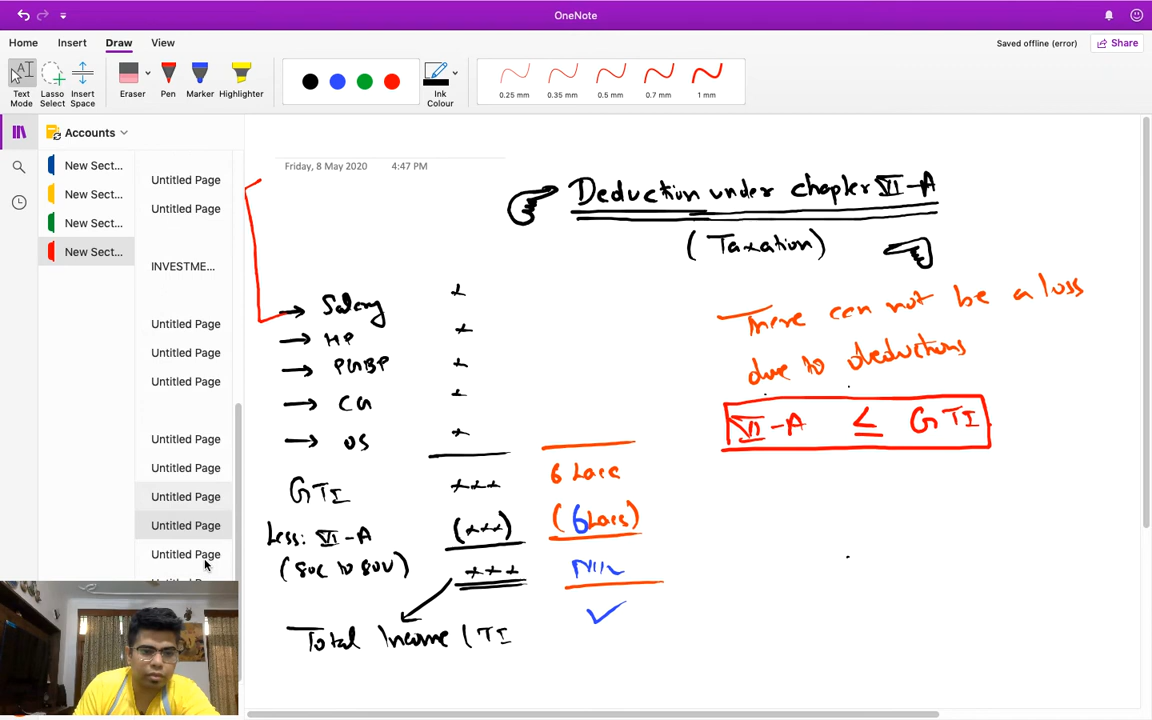 OneNote
Home Insert Draw View
Saved offline (error) Share
Text Mode
Lasso Select
Insert Space
Eraser
Pen
Marker
Highlighter
Ink Colour
0.25 mm 0.35 mm 0.5 mm 0.7 mm 1 mm
Accounts
New Sect...
New Sect...
New Sect...
New Sect...
Untitled Page
Untitled Page
INVESTME...
Untitled Page
Untitled Page
Untitled Page
Untitled Page
Untitled Page
Untitled Page
Untitled Page
Untitled Page
Friday, 8 May 2020 4:47 PM
Deduction under chapter VI-A
(Taxation)
Salary +
HP +
PGBP +
CG +
OS +
GTI +++
Less: VI-A (+++)
(80C to 80U) +++
Total Income (TI
6 Lacs
(6 Lacs)
NIL
There can not be a loss
due to deductions
VI-A ≤ GTI